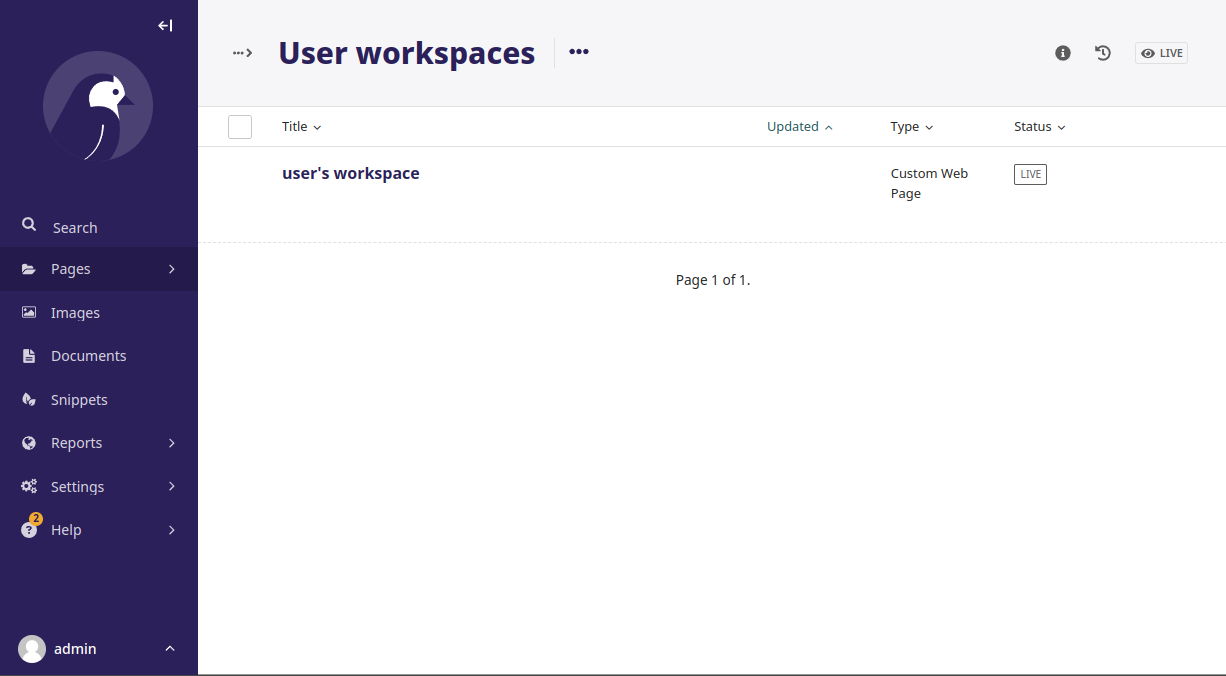 User workspaces
LIVE
Title
Updated
Type
Status
user's workspace
Custom Web
Page
LIVE
Page 1 of 1.
Search
Pages
Images
Documents
Snippets
Reports
Settings
2
Help
admin